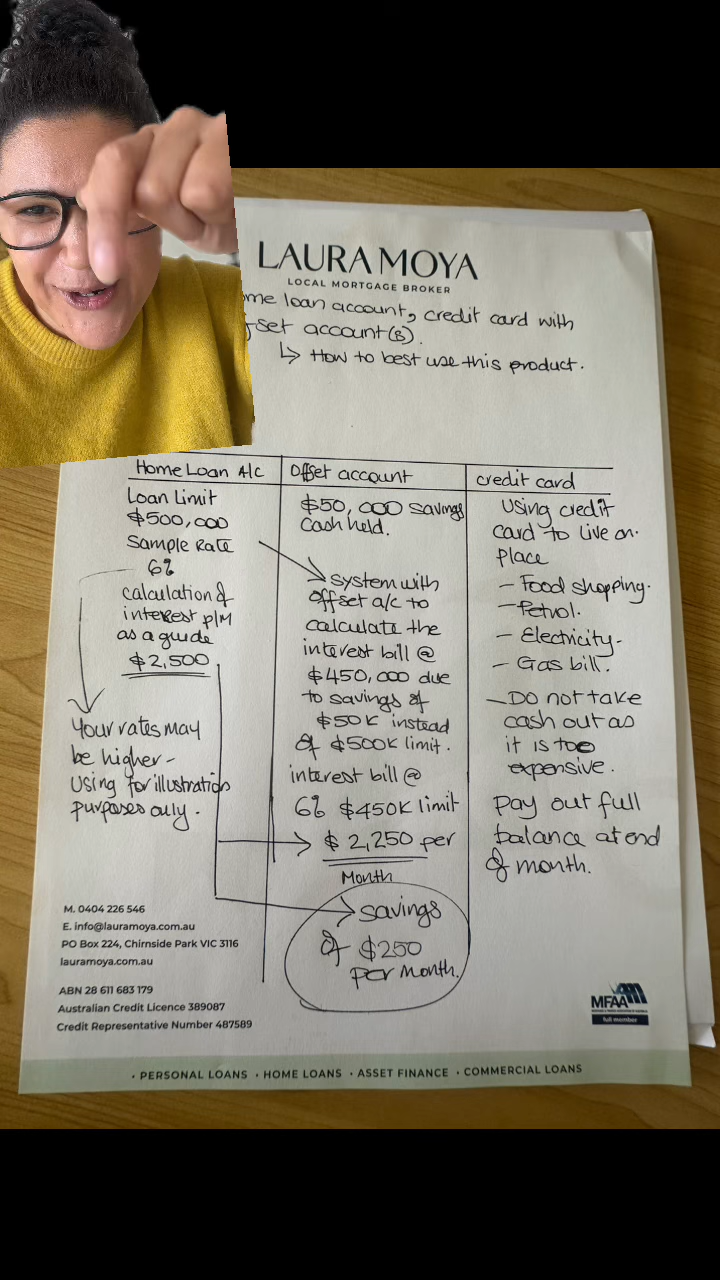 LAURA MOYA
LOCAL MORTGAGE BROKER
me loan account, credit card with
set account(s).
↳ How to best use this product.
Home Loan A/c
Loan Limit
$500,000
Sample Rate
6%
calculation of
interest p/M
as a guide
$2,500
Your rates may
be higher -
Using for illustration
purposes only.
Offset account
$50,000 savings
cash held.
system with
offset a/c to
calculate the
interest bill @
$450,000 due
to savings of
$50K instead
of $500K limit.
interest bill @
6% $450K limit
$2,250 per
Month
savings
of $250
per month.
credit card
Using credit
card to live on.
place
- Food shopping.
- Petrol.
- Electricity.
- Gas bill.
- Do not take
cash out as
it is too
expensive.
Pay out full
balance at end
of month.
M. 0404 226 546
E. info@lauramoya.com.au
PO Box 224, Chirnside Park VIC 3116
lauramoya.com.au
ABN 28 611 683 179
Australian Credit Licence 389087
Credit Representative Number 487589
MFAA
full member
• PERSONAL LOANS • HOME LOANS • ASSET FINANCE • COMMERCIAL LOANS